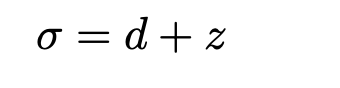 σ = d + z